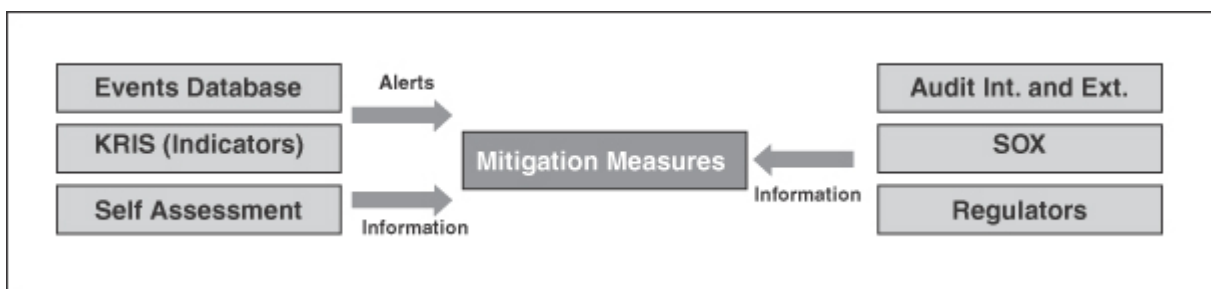 Events Database
KRIS (Indicators)
Self Assessment
Alerts
Information
Mitigation Measures
Information
Audit Int. and Ext.
SOX
Regulators